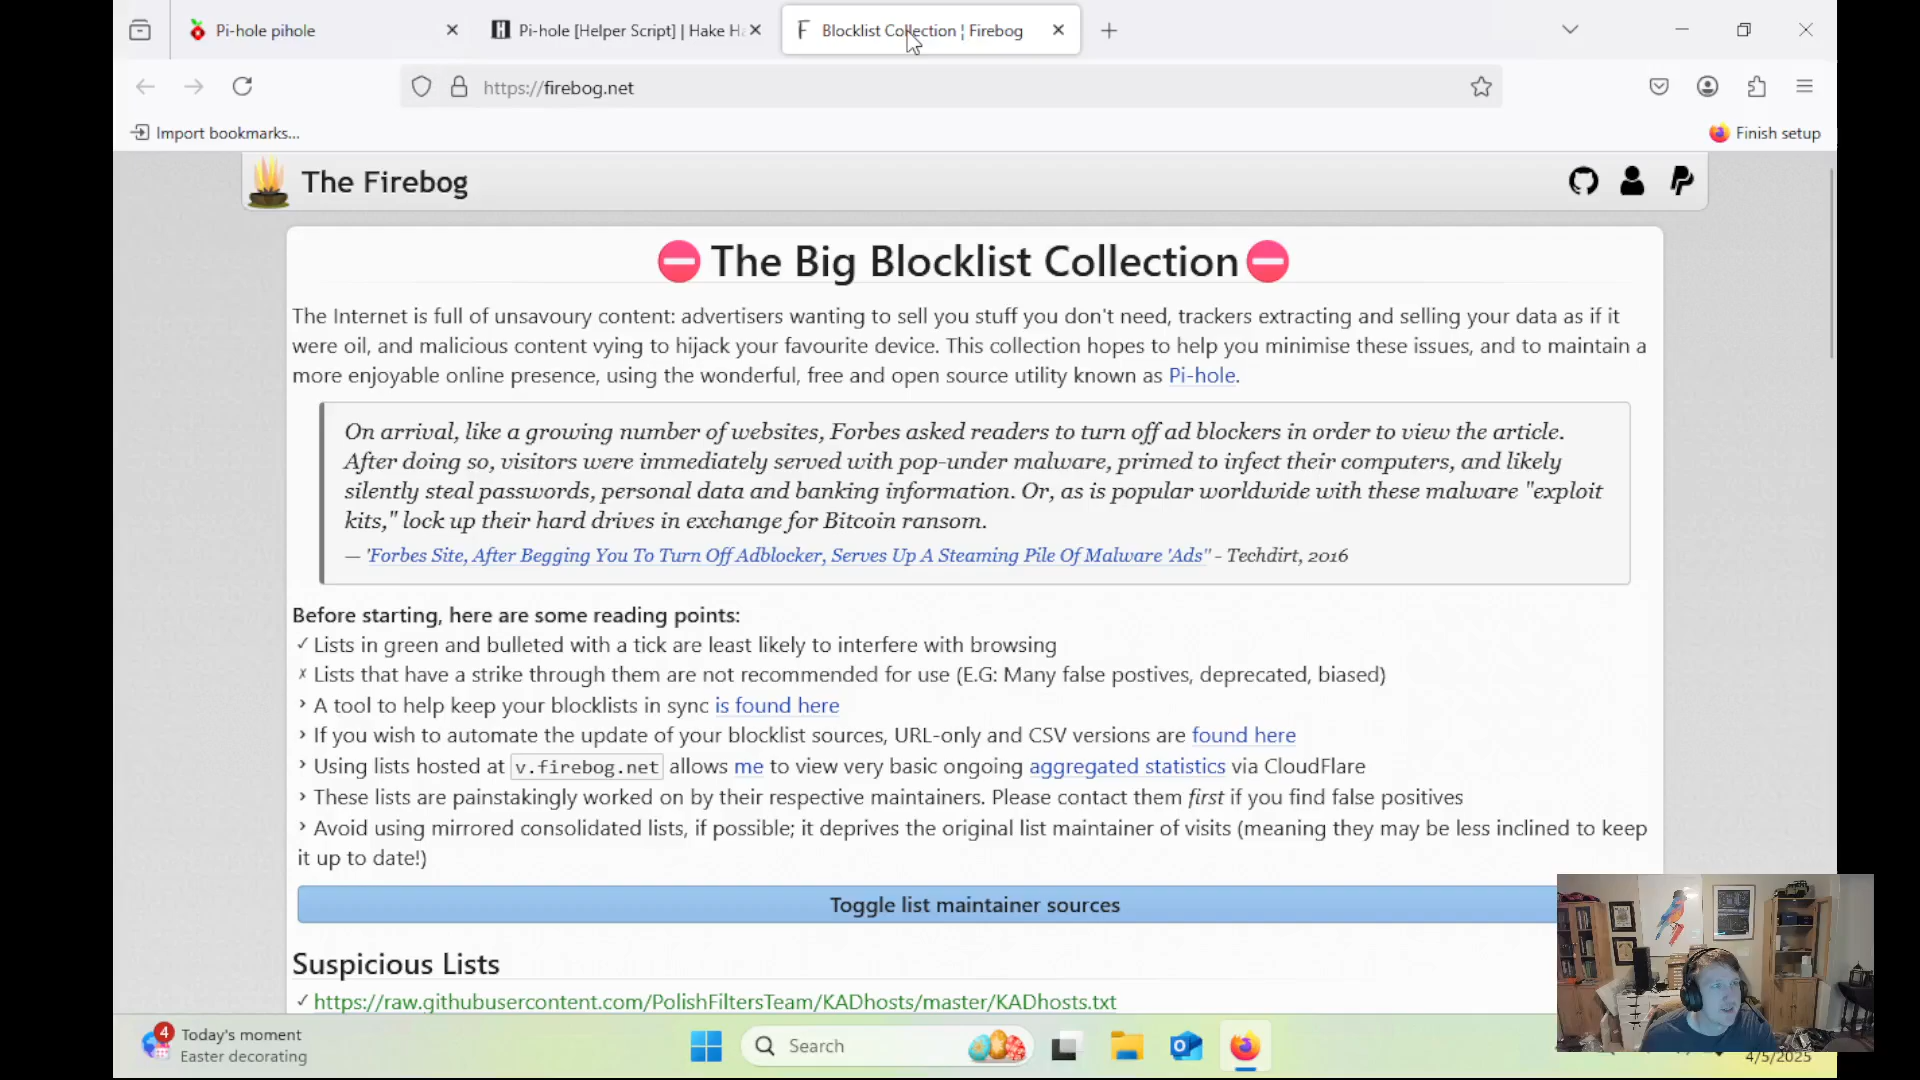 Pi-hole pihole
Pi-hole [Helper Script] | Hake Ha
Blocklist Collection ¦ Firebog
https://firebog.net
Import bookmarks...
Finish setup
The Firebog
The Big Blocklist Collection
The Internet is full of unsavoury content: advertisers wanting to sell you stuff you don't need, trackers extracting and selling your data as if it
were oil, and malicious content vying to hijack your favourite device. This collection hopes to help you minimise these issues, and to maintain a
more enjoyable online presence, using the wonderful, free and open source utility known as Pi-hole.
On arrival, like a growing number of websites, Forbes asked readers to turn off ad blockers in order to view the article.
After doing so, visitors were immediately served with pop-under malware, primed to infect their computers, and likely
silently steal passwords, personal data and banking information. Or, as is popular worldwide with these malware "exploit
kits," lock up their hard drives in exchange for Bitcoin ransom.
— 'Forbes Site, After Begging You To Turn Off Adblocker, Serves Up A Steaming Pile Of Malware 'Ads'' - Techdirt, 2016
Before starting, here are some reading points:
✓ Lists in green and bulleted with a tick are least likely to interfere with browsing
✗ Lists that have a strike through them are not recommended for use (E.G: Many false postives, deprecated, biased)
› A tool to help keep your blocklists in sync is found here
› If you wish to automate the update of your blocklist sources, URL-only and CSV versions are found here
› Using lists hosted at v.firebog.net allows me to view very basic ongoing aggregated statistics via CloudFlare
› These lists are painstakingly worked on by their respective maintainers. Please contact them first if you find false positives
› Avoid using mirrored consolidated lists, if possible; it deprives the original list maintainer of visits (meaning they may be less inclined to keep
it up to date!)
Toggle list maintainer sources
Suspicious Lists
✓ https://raw.githubusercontent.com/PolishFiltersTeam/KADhosts/master/KADhosts.txt
4
Today's moment
Easter decorating
Search
4/5/2025